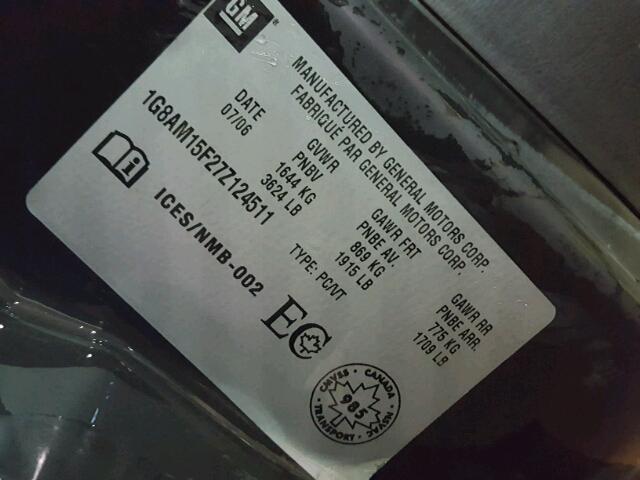 GM
MANUFACTURED BY GENERAL MOTORS CORP.
FABRIQUÉ PAR GENERAL MOTORS CORP.
DATE GVWR GAWR FRT GAWR RR
07/06 PNBV PNBE AV. PNBE ARR.
1644 KG 869 KG 775 KG
3624 LB 1915 LB 1709 LB
1G8AM15F27Z124511 TYPE: PC/VT
ICES/NMB-002
EC
CMVSS · CANADA · NSVAC
985
TRANSPORT